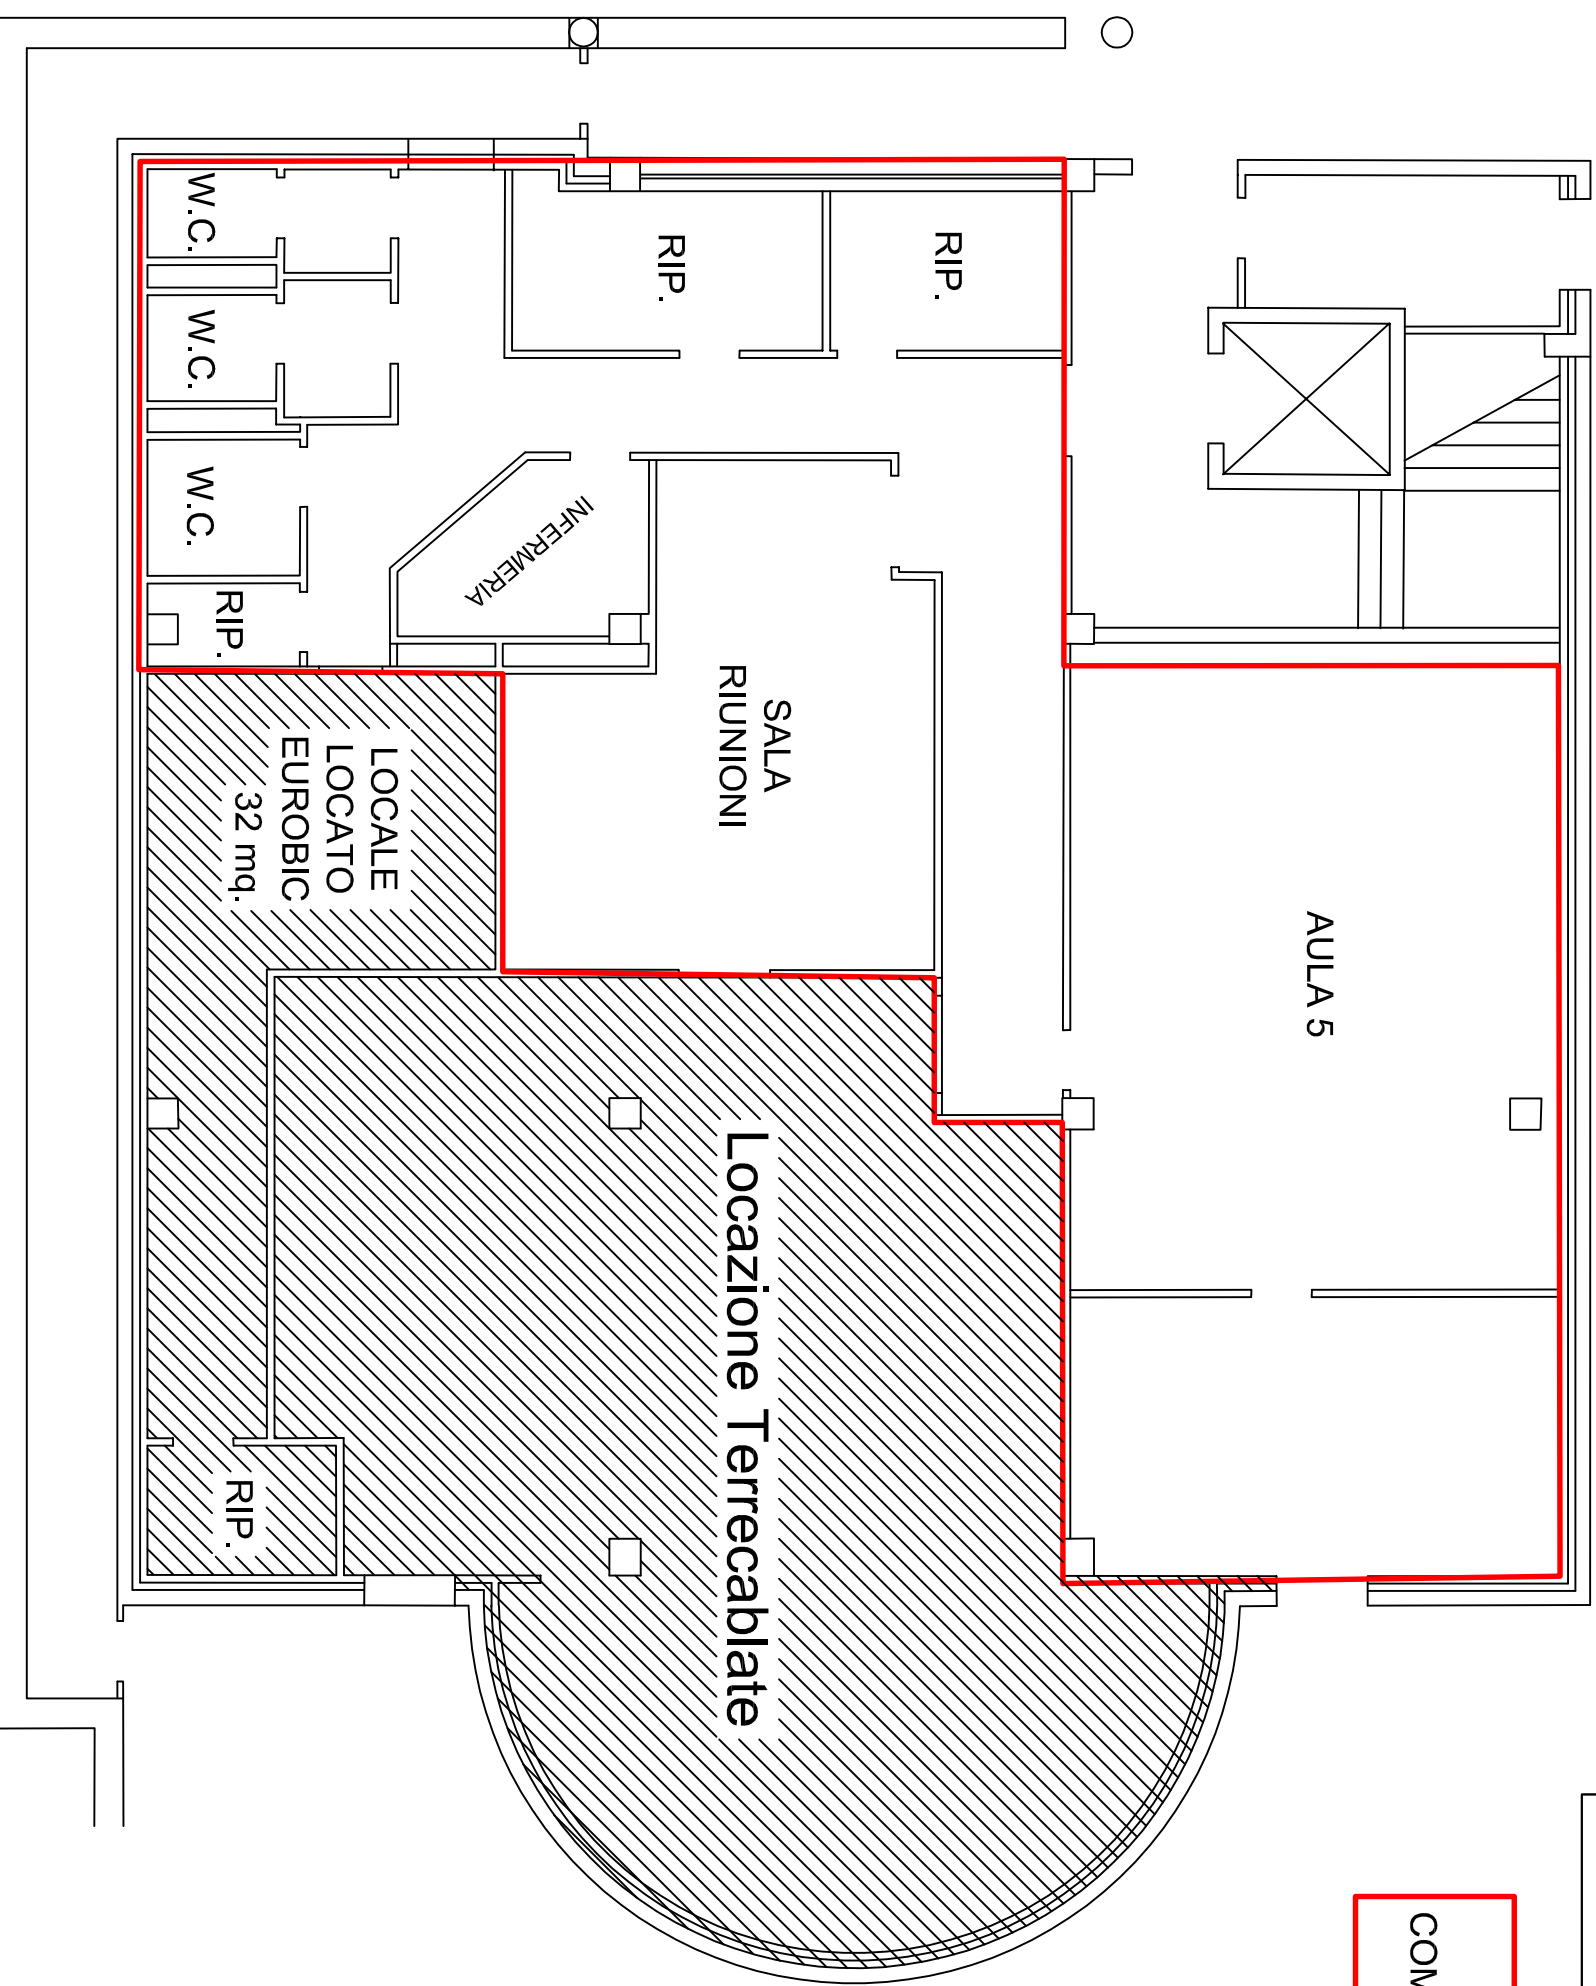 W.C.
W.C.
W.C.
RIP.
RIP.
RIP.
INFERMERIA
SALA
RIUNIONI
AULA 5
LOCALE
LOCATO
EUROBIC
32 mq.
Locazione Terrecablate
RIP.